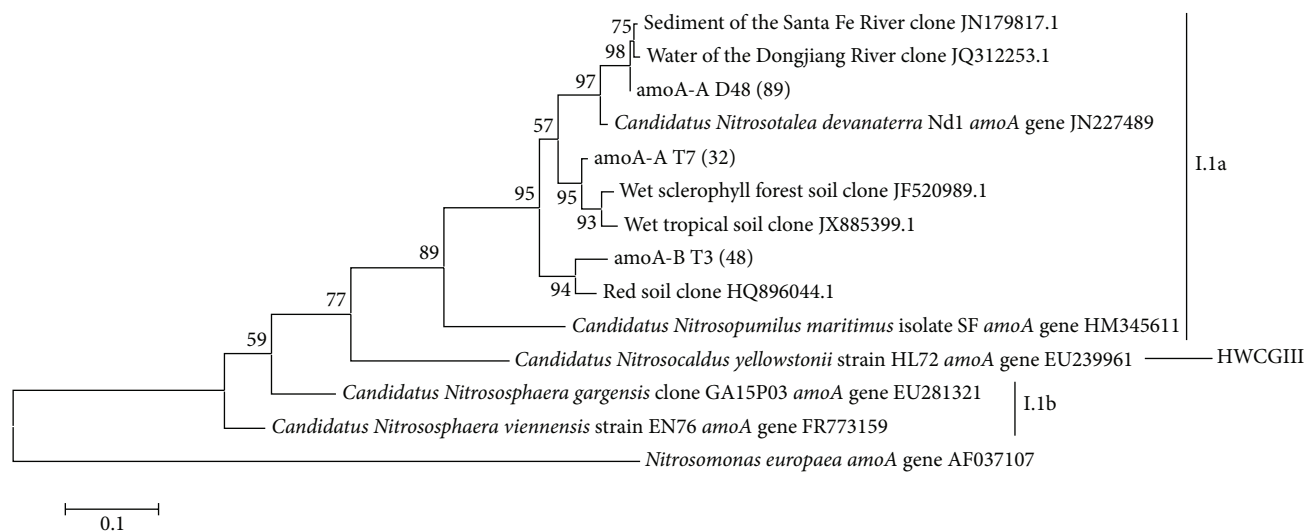 75
Sediment of the Santa Fe River clone JN179817.1
98
Water of the Dongjiang River clone JQ312253.1
97
amoA-A D48 (89)
Candidatus Nitrosotalea devanaterra Nd1 amoA gene JN227489
57
amoA-A T7 (32)
I.1a
95
95
Wet sclerophyll forest soil clone JF520989.1
93
Wet tropical soil clone JX885399.1
89
amoA-B T3 (48)
94
Red soil clone HQ896044.1
77
Candidatus Nitrosopumilus maritimus isolate SF amoA gene HM345611
59
Candidatus Nitrosocaldus yellowstonii strain HL72 amoA gene EU239961
HWCGIII
Candidatus Nitrososphaera gargensis clone GA15P03 amoA gene EU281321
I.1b
Candidatus Nitrososphaera viennensis strain EN76 amoA gene FR773159
Nitrosomonas europaea amoA gene AF037107
0.1